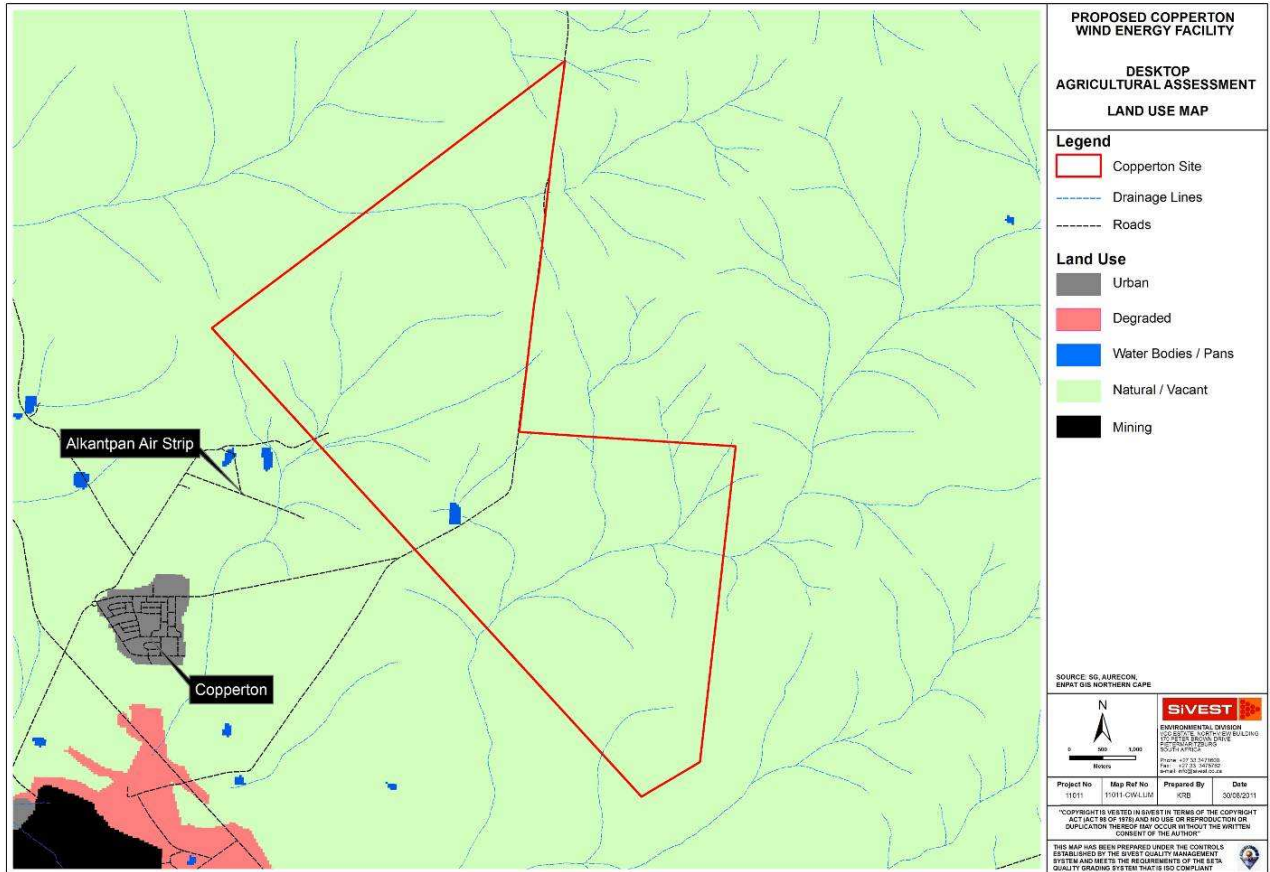 PROPOSED COPPERTON
WIND ENERGY FACILITY
DESKTOP
AGRICULTURAL ASSESSMENT
LAND USE MAP
Legend
Copperton Site
Drainage Lines
Roads
Land Use
Urban
Degraded
Water Bodies / Pans
Natural / Vacant
Mining
Alkantpan Air Strip
Copperton
SOURCE: SG, AURECON,
ENPAT GIS NORTHERN CAPE
N
0 500 1,000
Meters
SiVEST
ENVIRONMENTAL DIVISION
PIETERMARITZBURG
SOUTH AFRICA
Project No
Map Ref No
Prepared By
Date
11011
11011-CW-LUM
KRB
30/08/2011
"COPYRIGHT IS VESTED IN SiVEST IN TERMS OF THE COPYRIGHT
ACT (ACT 98 OF 1978) AND NO USE OR REPRODUCTION OR
DUPLICATION THEREOF MAY OCCUR WITHOUT THE WRITTEN
CONSENT OF THE AUTHOR"
THIS MAP HAS BEEN PREPARED UNDER THE CONTROLS
ESTABLISHED BY THE SiVEST QUALITY MANAGEMENT
SYSTEM AND MEETS THE REQUIREMENTS OF THE SETA
QUALITY GRADING SYSTEM THAT IS ISO COMPLIANT